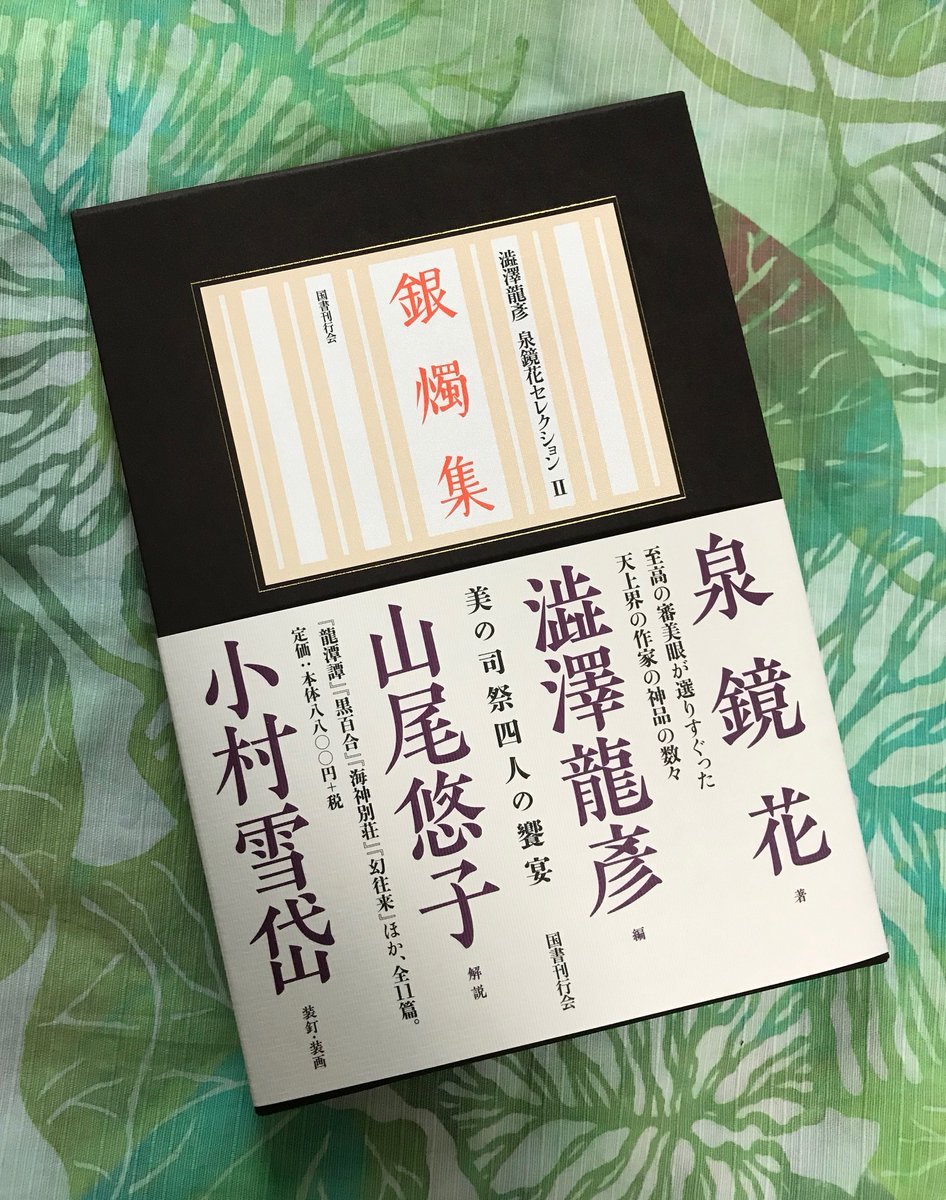 澁澤龍彥 泉鏡花セレクション Ⅱ
銀燭集
国書刊行会
泉鏡花 著
至高の審美眼が選りすぐった
天上界の作家の神品の数々
澁澤龍彥 編
国書刊行会
美の司祭四人の饗宴
山尾悠子 解説
『龍潭譚』『黒百合』『海神別荘』『幻往来』ほか、全11篇。
定価:本体八八〇〇円+税
小村雪岱 装釘・装画